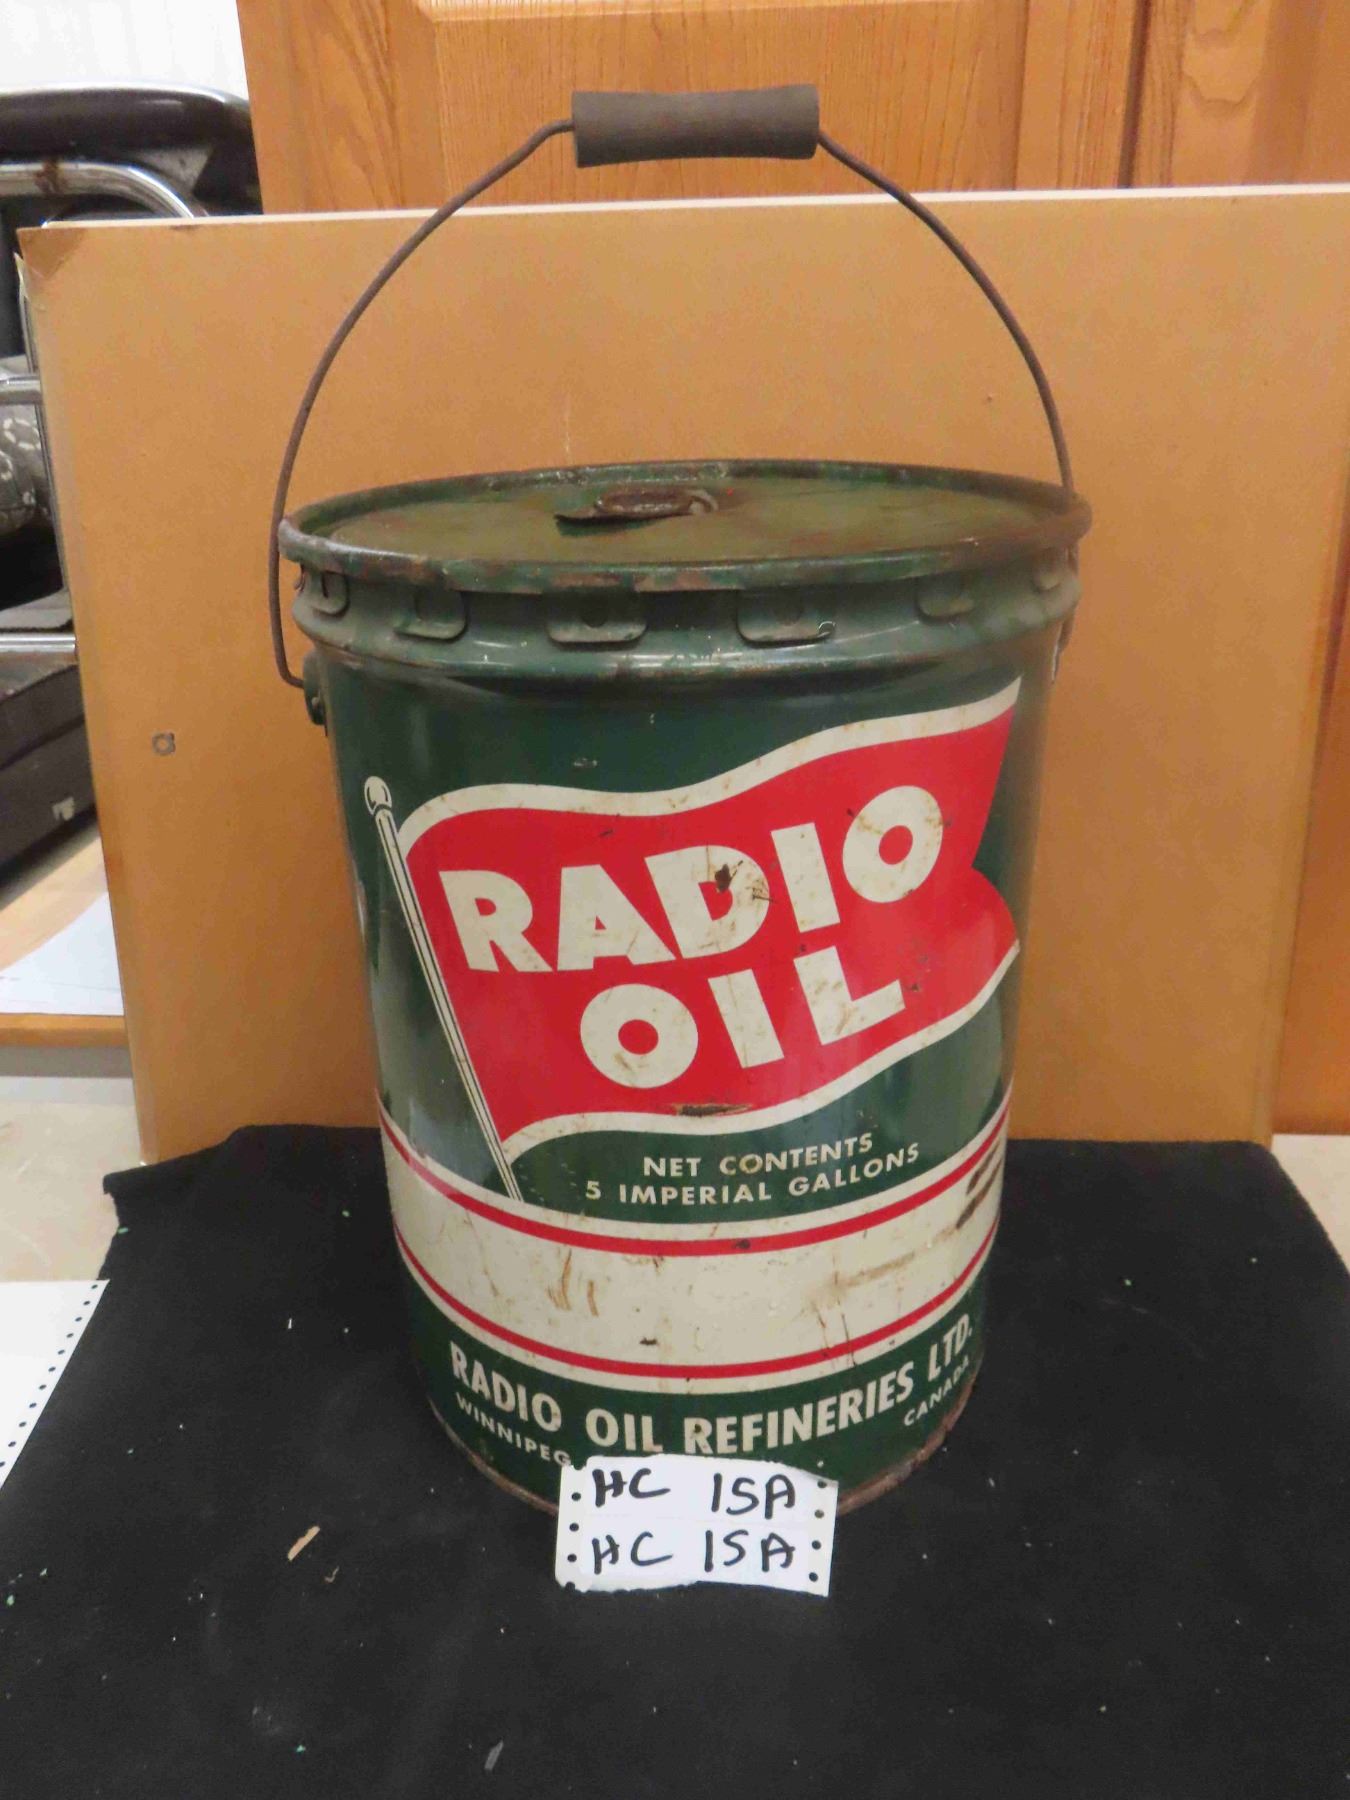 RADIO
OIL
NET CONTENTS
5 IMPERIAL GALLONS
RADIO OIL REFINERIES LTD.
WINNIPEG CANADA
HC 15A
HC 15A